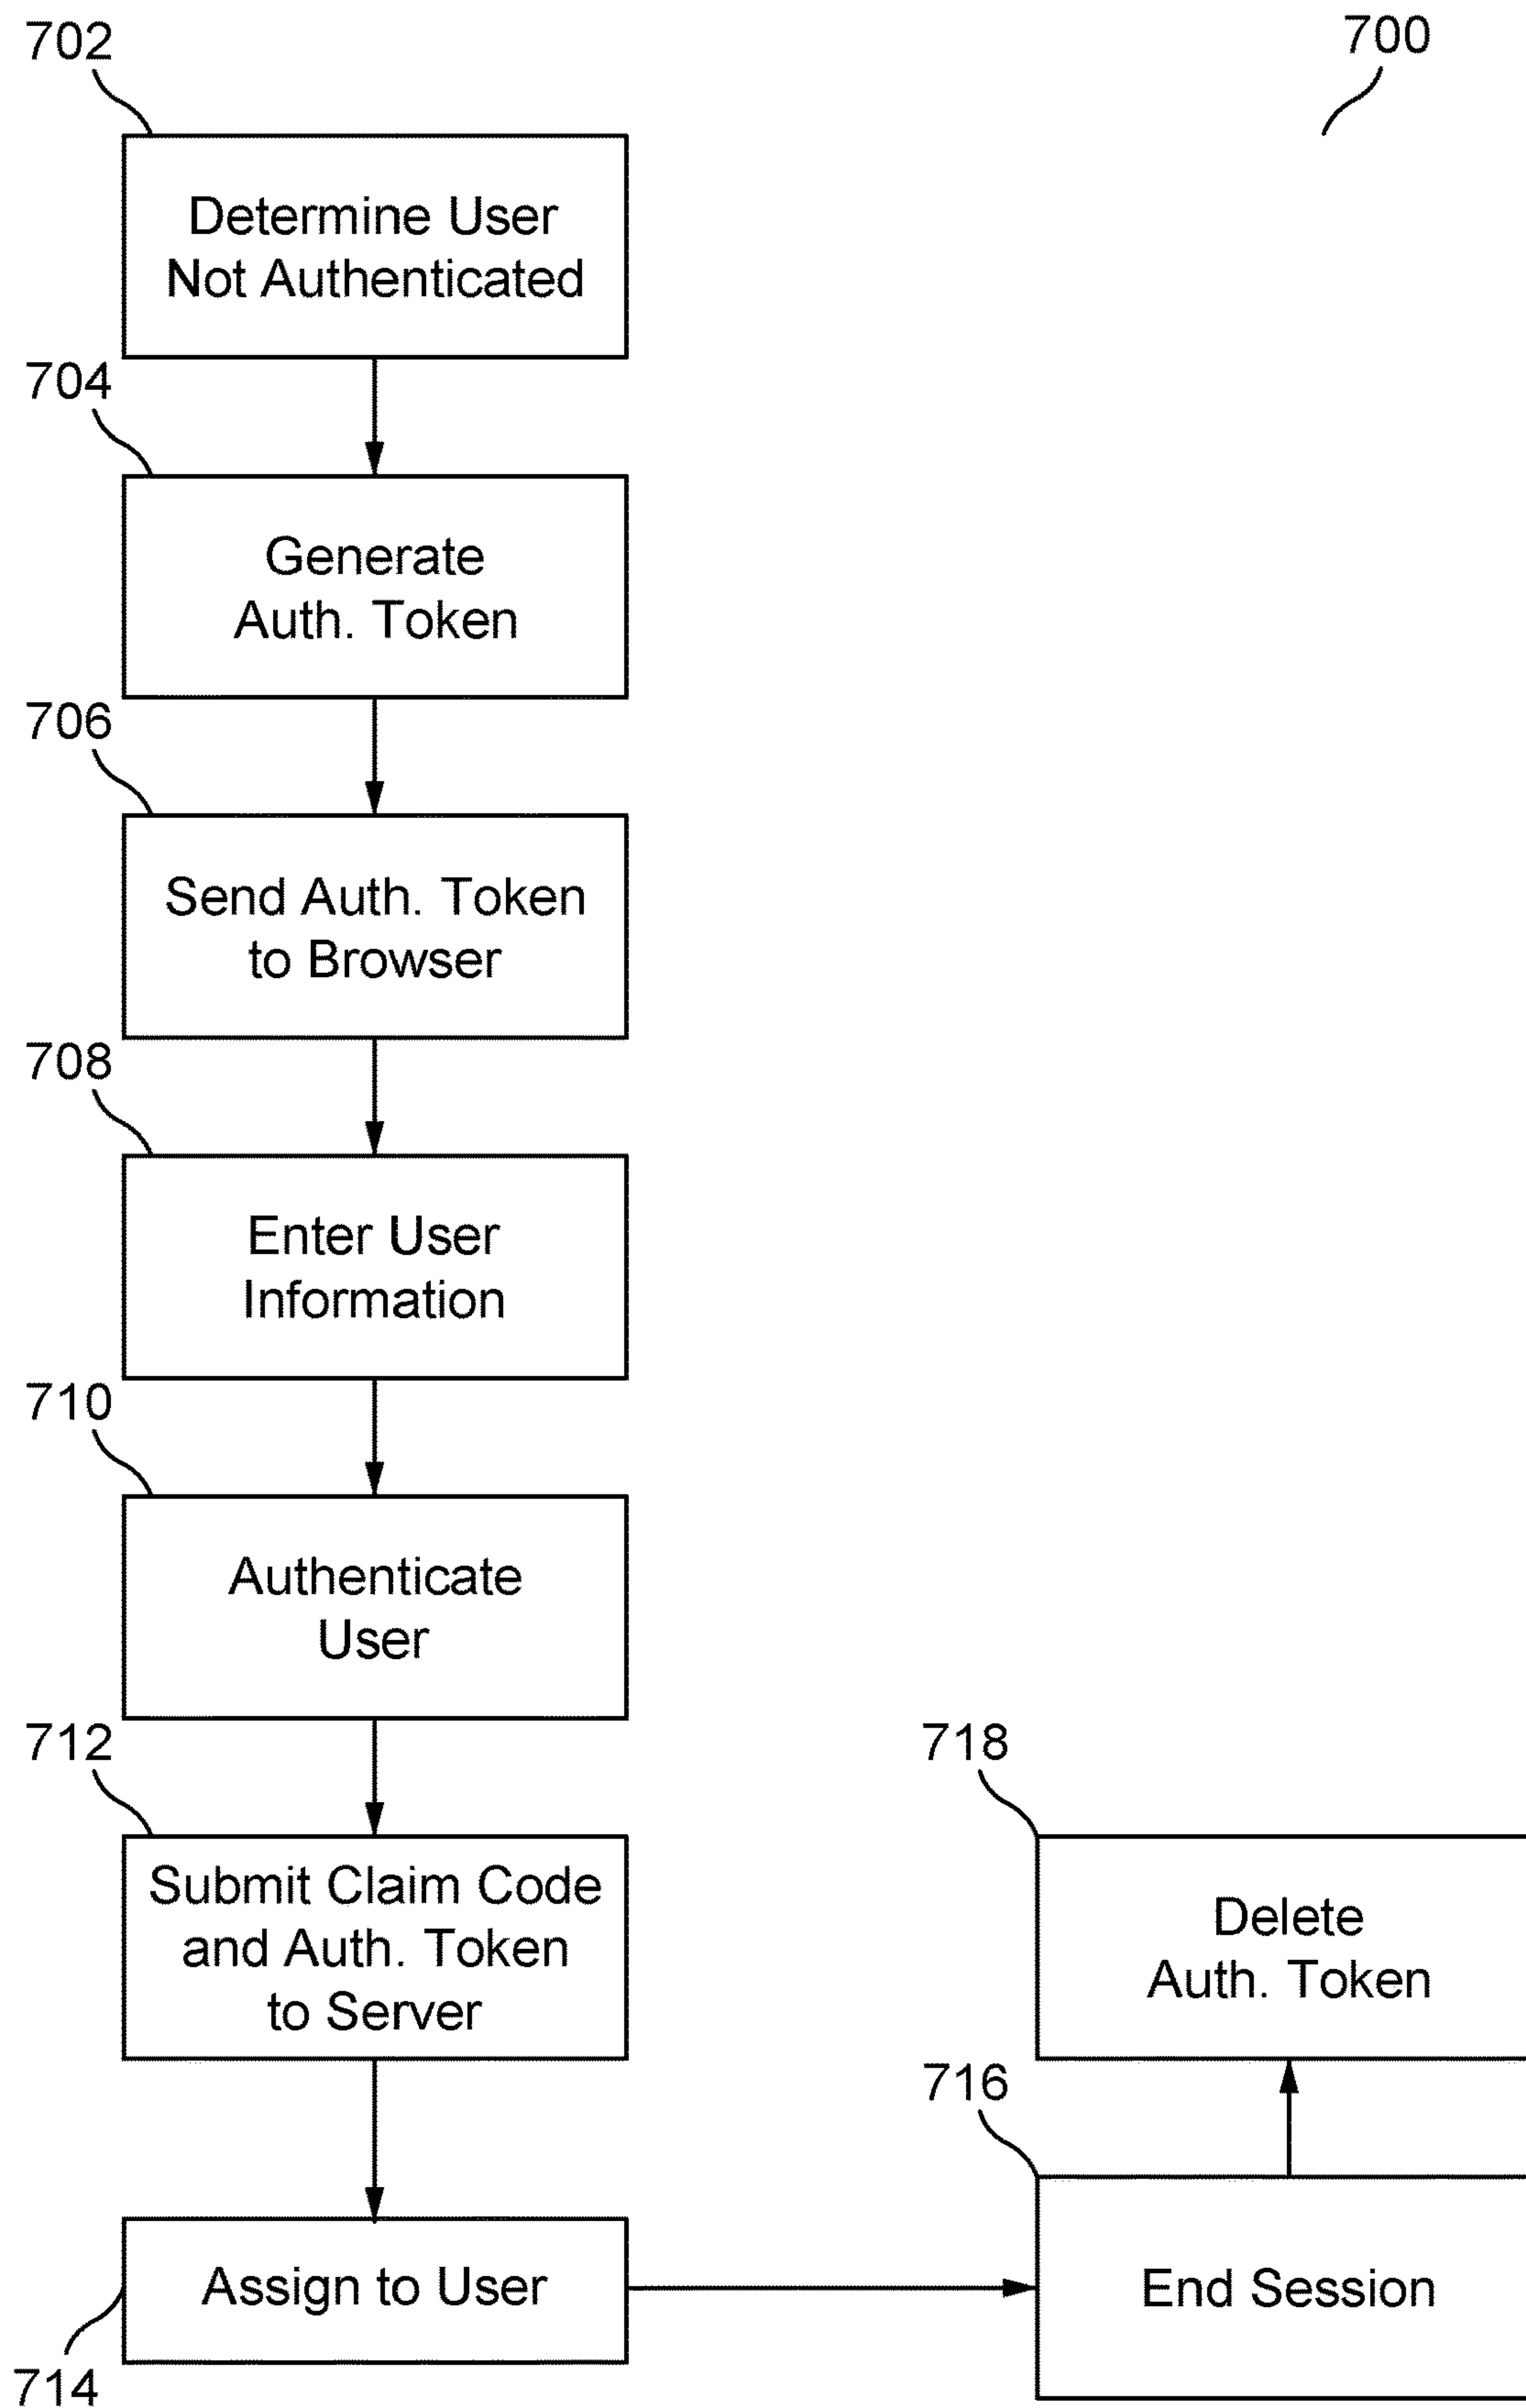 702
700
Determine User
Not Authenticated
704
Generate
Auth. Token
706
Send Auth. Token
to Browser
708
Enter User
Information
710
Authenticate
User
712
Submit Claim Code
and Auth. Token
to Server
714
Assign to User
716
End Session
718
Delete
Auth. Token